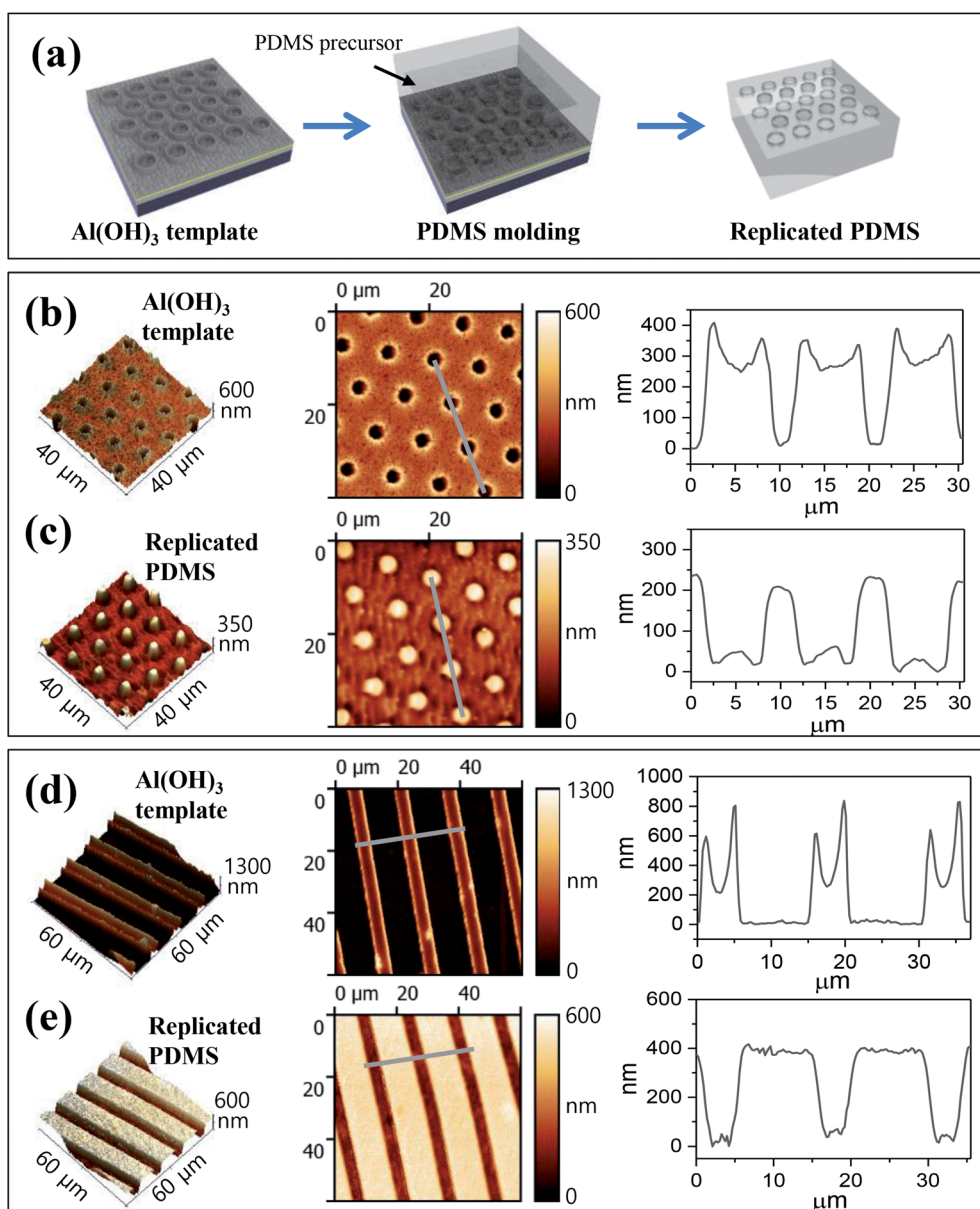 (a)
PDMS precursor
Al(OH)3 template
PDMS molding
Replicated PDMS
(b)
Al(OH)3
template
600
nm
40 µm
40 µm
0 µm
20
0
20
600
nm
0
400
300
200
100
0
nm
0 5 10 15 20 25 30
µm
(c)
Replicated
PDMS
350
nm
40 µm
40 µm
0 µm
20
0
20
350
nm
0
300
200
100
0
nm
0 5 10 15 20 25 30
µm
(d)
Al(OH)3
template
1300
nm
60 µm
60 µm
0 µm 20 40
0
20
40
1300
nm
0
1000
800
600
400
200
0
nm
0 10 20 30
µm
(e)
Replicated
PDMS
600
nm
60 µm
60 µm
0 µm 20 40
0
20
40
600
nm
0
600
400
200
0
nm
0 10 20 30
µm